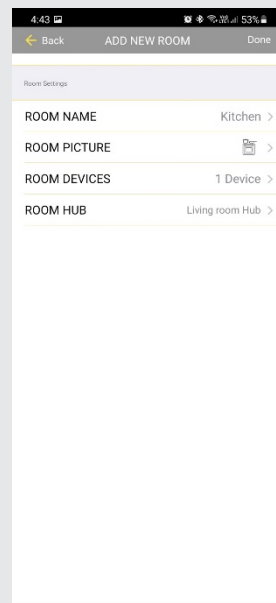 4:43 53%
Back ADD NEW ROOM Done
Room Settings
ROOM NAME Kitchen
ROOM PICTURE
ROOM DEVICES 1 Device
ROOM HUB Living room Hub